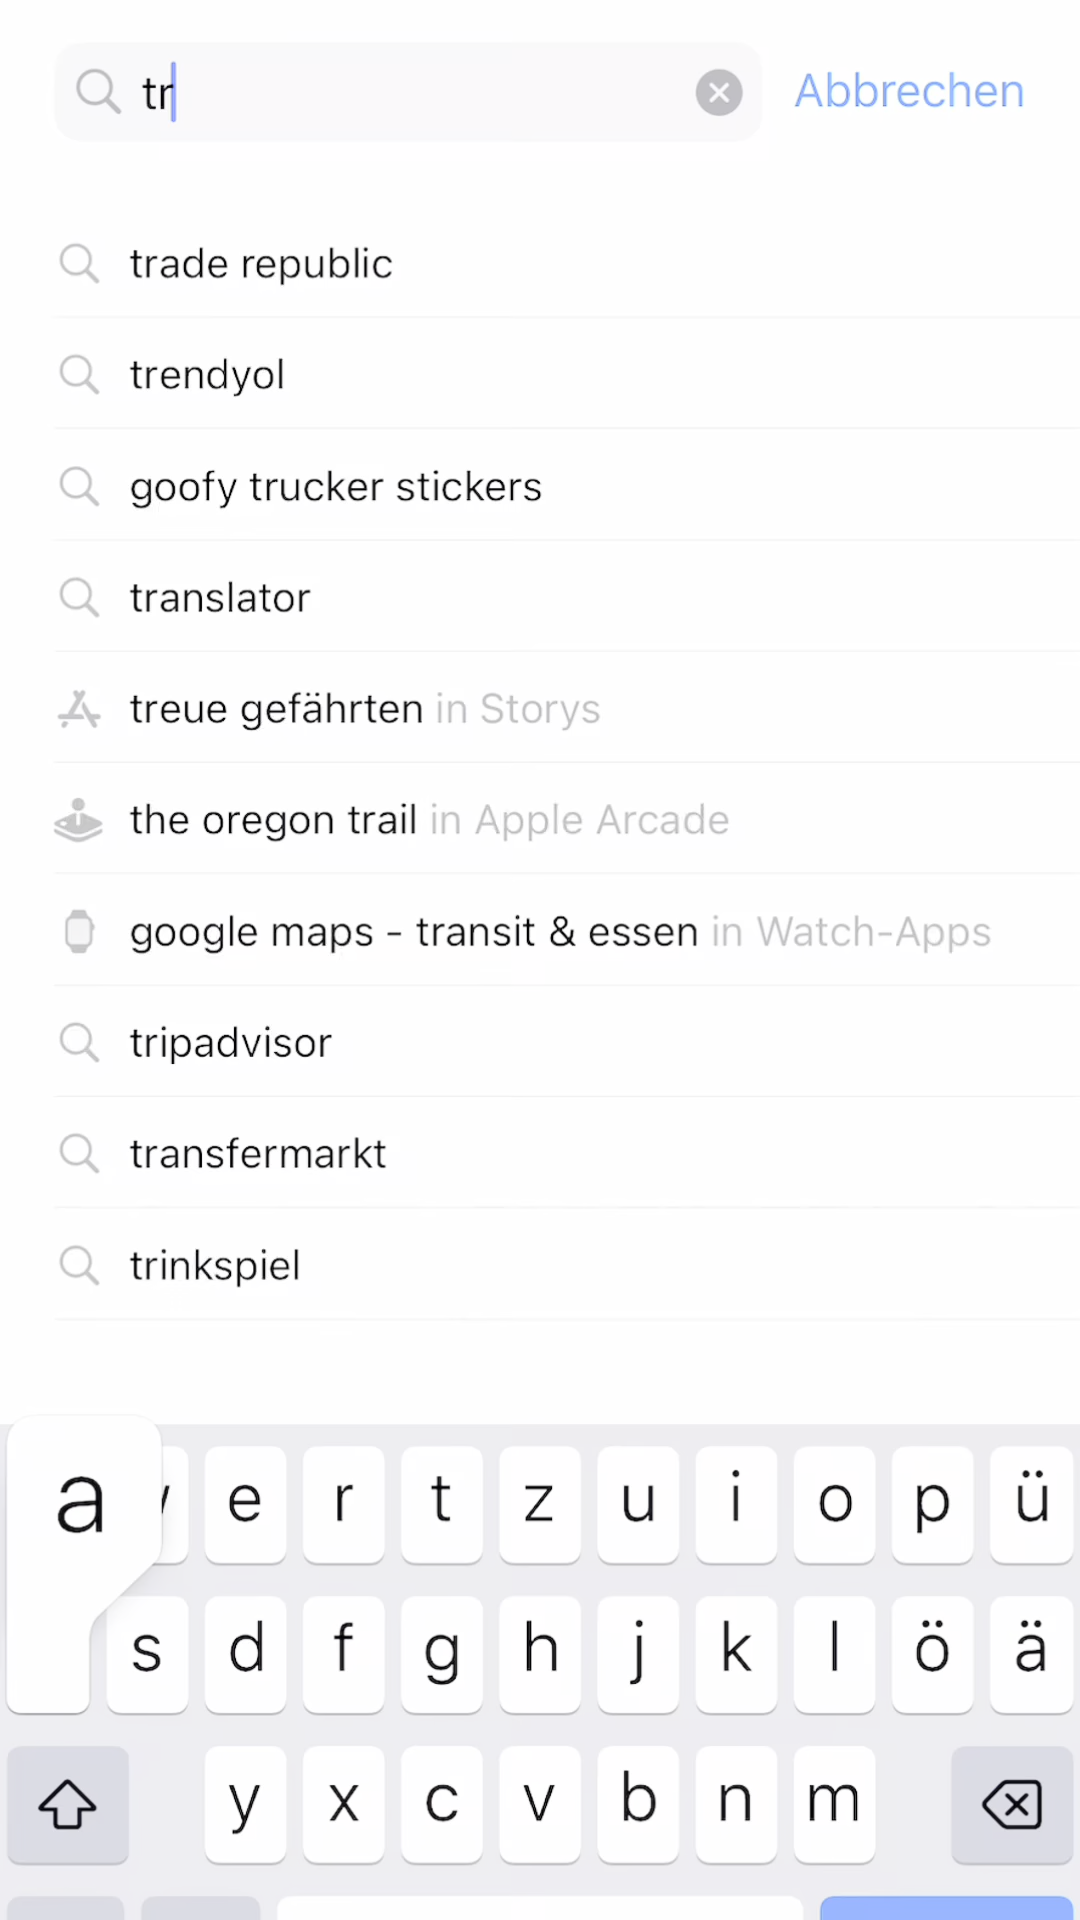 tr
Abbrechen
trade republic
trendyol
goofy trucker stickers
translator
treue gefährten in Storys
the oregon trail in Apple Arcade
google maps - transit & essen in Watch-Apps
tripadvisor
transfermarkt
trinkspiel
e r t z u i o p ü
a s d f g h j k l ö ä
y x c v b n m